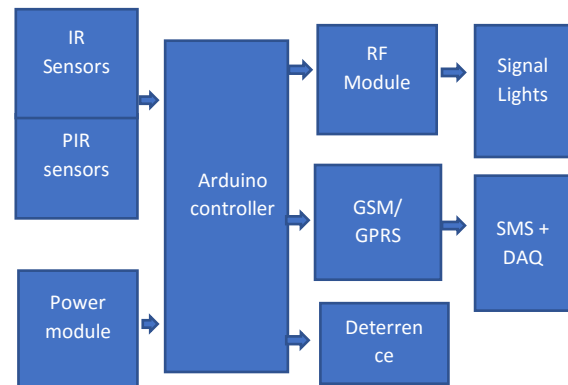 IR
Sensors
PIR
sensors
Power
module
Arduino
controller
RF
Module
GSM/
GPRS
Deterren
ce
Signal
Lights
SMS +
DAQ